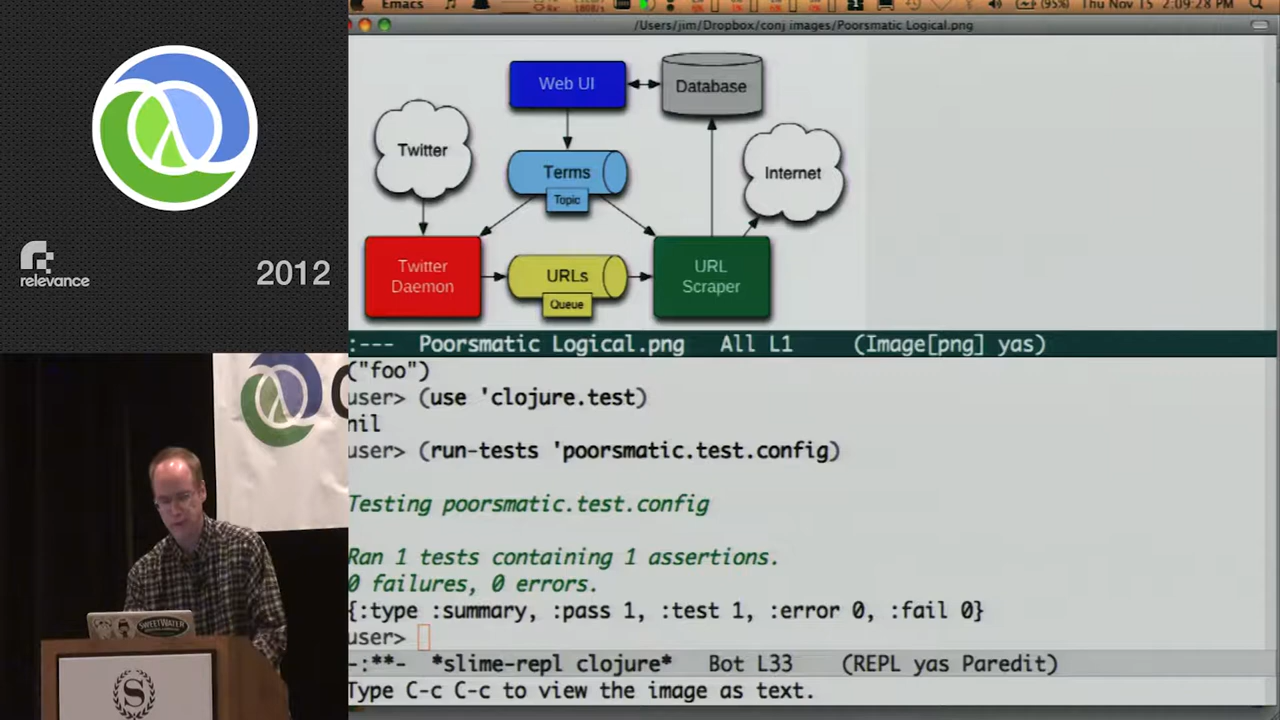 Emacs
(95%)
Thu Nov 15 2:09:28 PM
/Users/jim/Dropbox/conj images/Poorsmatic Logical.png
Web UI
Database
Twitter
Terms
Topic
Internet
Twitter
Daemon
URLs
Queue
URL
Scraper
relevance
2012
:--- Poorsmatic Logical.png All L1 (Image[png] yas)
("foo")
user> (use 'clojure.test)
nil
user> (run-tests 'poorsmatic.test.config)
Testing poorsmatic.test.config
Ran 1 tests containing 1 assertions.
0 failures, 0 errors.
{:type :summary, :pass 1, :test 1, :error 0, :fail 0}
user>
-:**- *slime-repl clojure* Bot L33 (REPL yas Paredit)
Type C-c C-c to view the image as text.
SWEETWATER
S